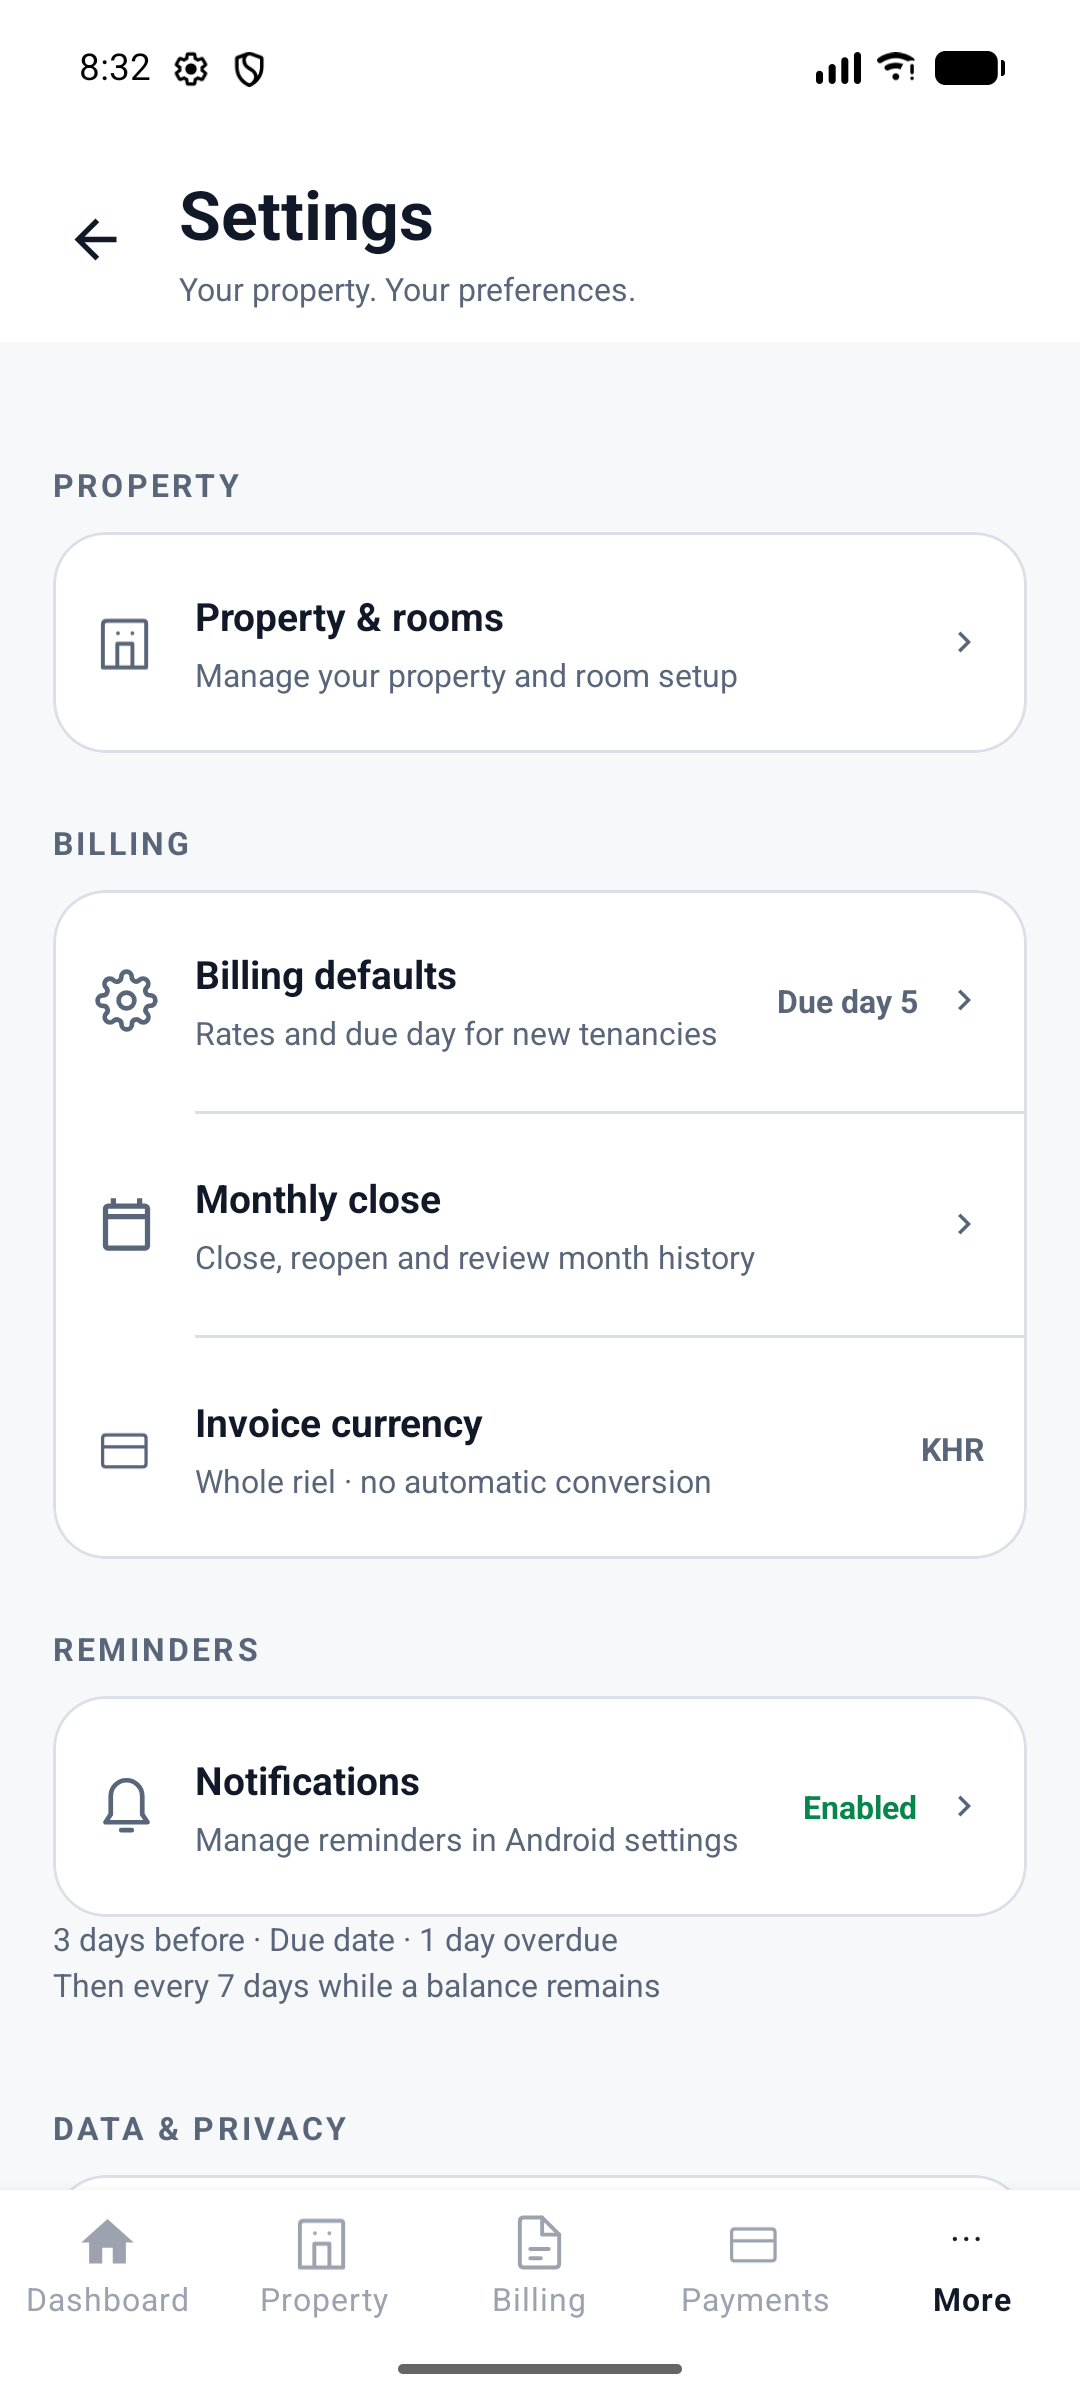 8:32
Settings
Your property. Your preferences.
PROPERTY
Property & rooms
Manage your property and room setup
BILLING
Billing defaults
Rates and due day for new tenancies
Due day 5
Monthly close
Close, reopen and review month history
Invoice currency
Whole riel · no automatic conversion
KHR
REMINDERS
Notifications
Manage reminders in Android settings
Enabled
3 days before · Due date · 1 day overdue
Then every 7 days while a balance remains
DATA & PRIVACY
Dashboard
Property
Billing
Payments
More